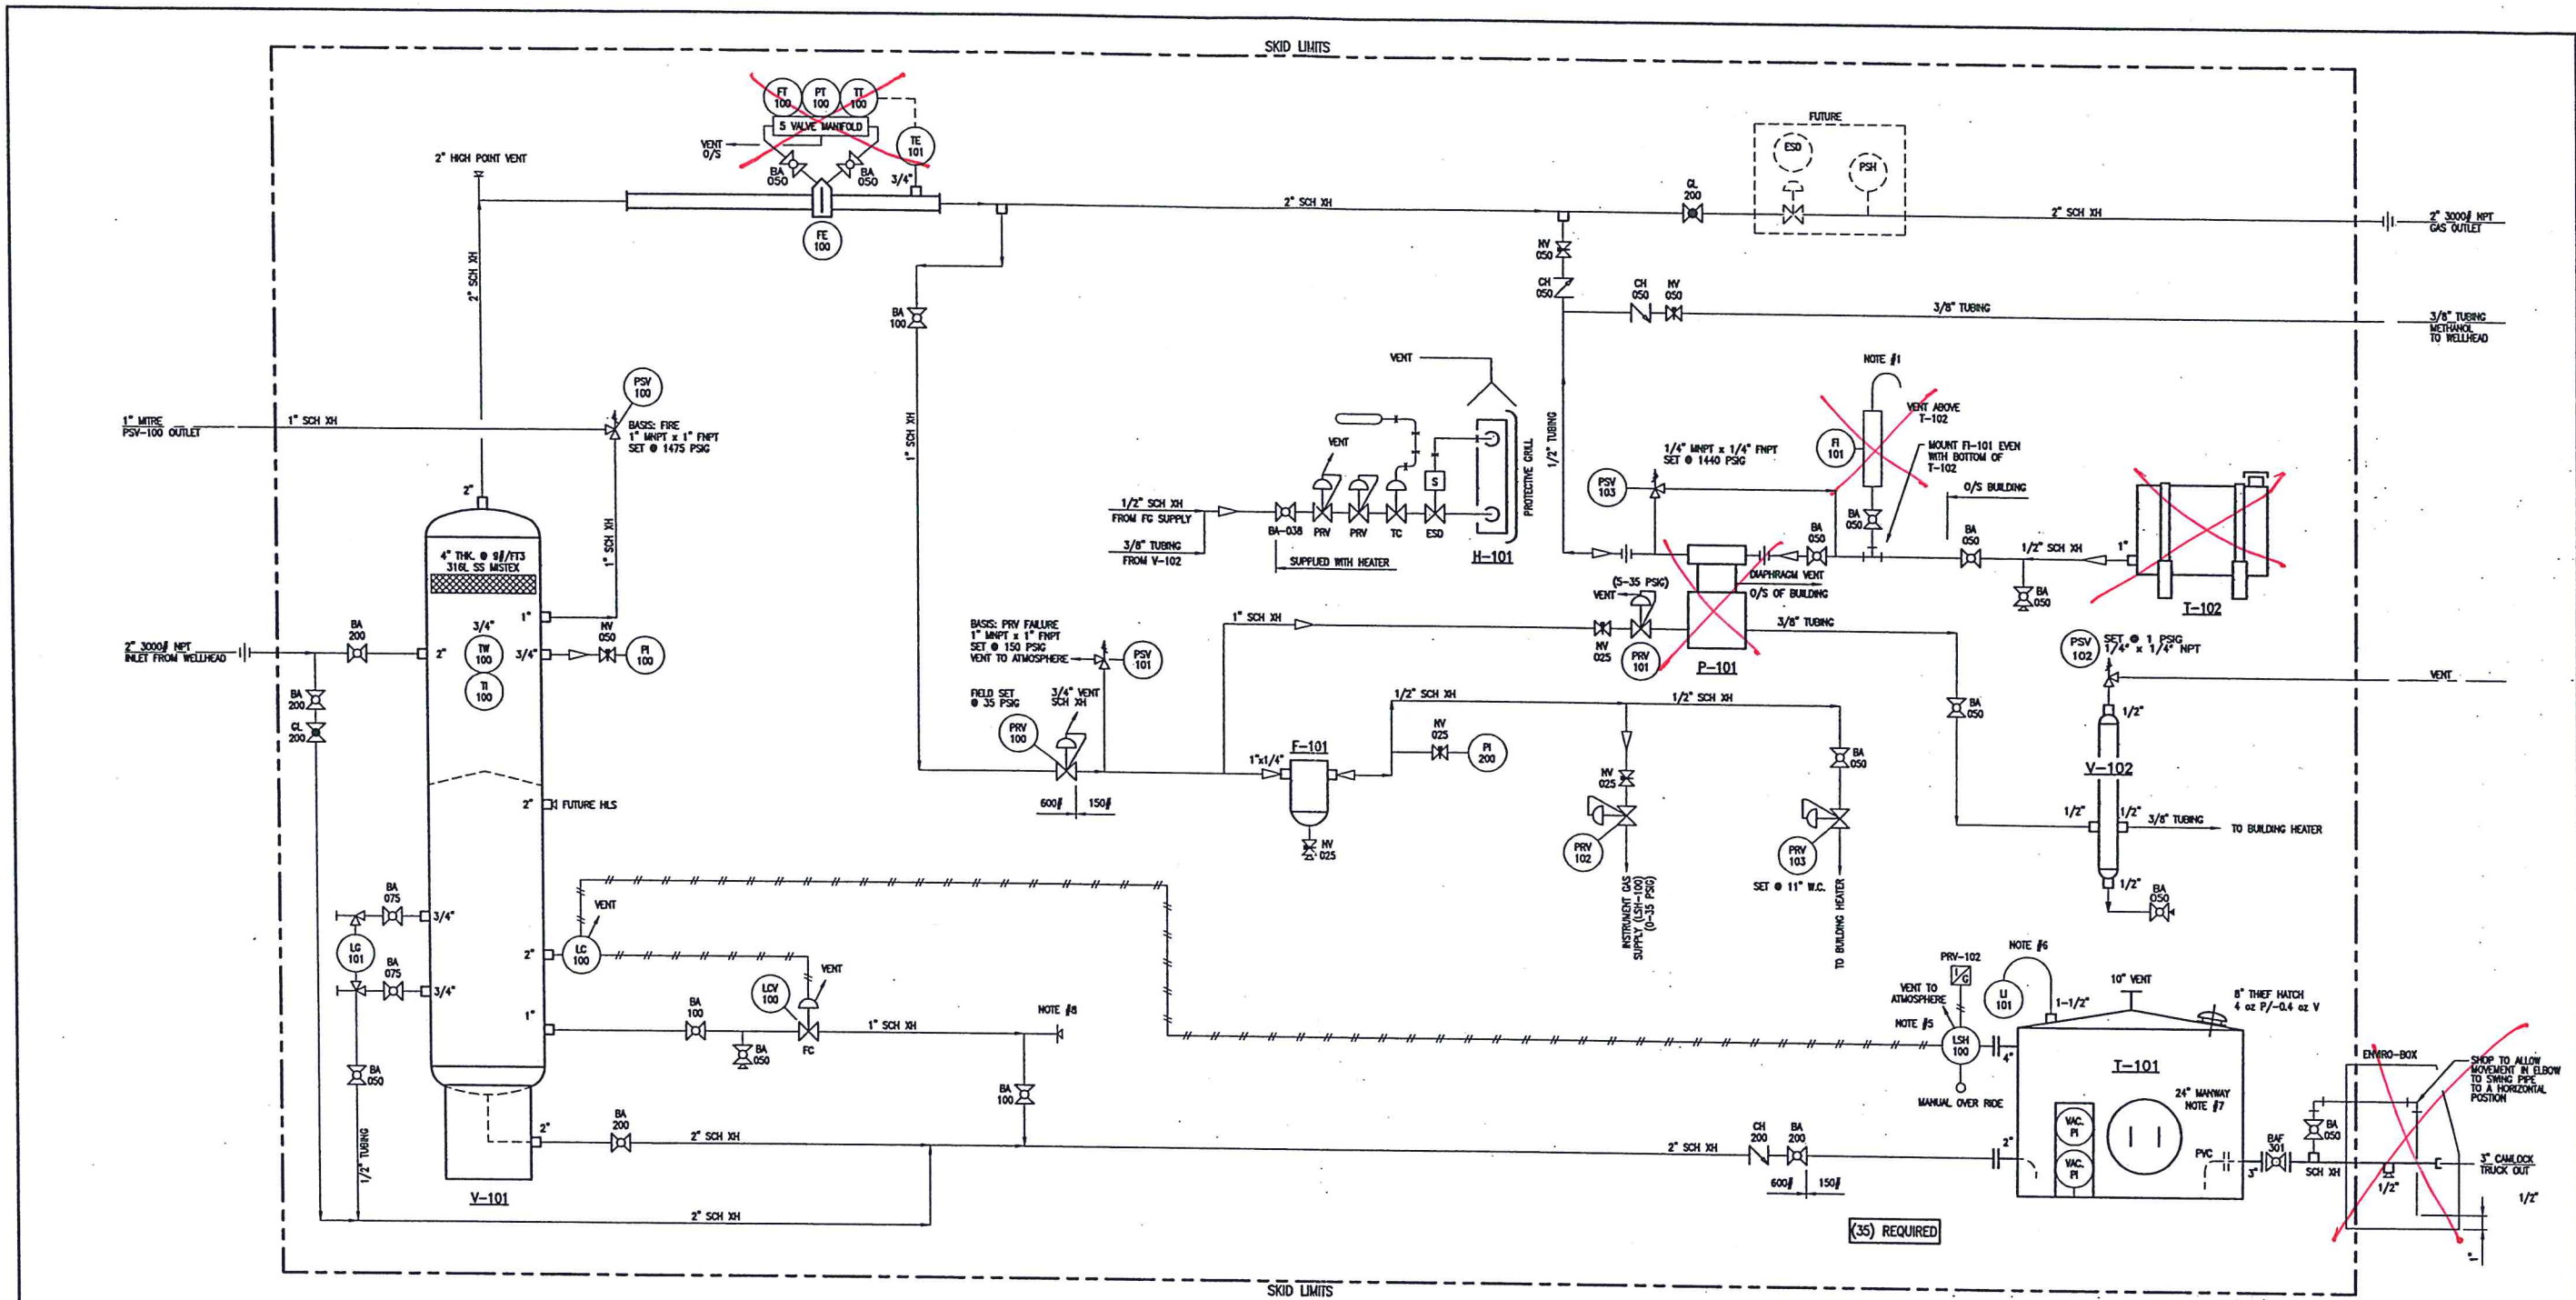 SKID LIMITS
FT
100
PT
100
TT
100
5 VALVE MANIFOLD
VENT
O/S
TE
101
BA
050
BA
050
3/4"
FE
100
2" HIGH POINT VENT
2" SCH XH
2" SCH XH
FUTURE
ESD
PSH
GL
200
2" SCH XH
2" 3000# NPT
GAS OUTLET
NV
050
CH
050
CH
050
NV
050
3/8" TUBING
3/8" TUBING
METHANOL
TO WELLHEAD
BA
100
1" SCH XH
1" MITRE
PSV-100 OUTLET
1" SCH XH
PSV
100
BASIS: FIRE
1" MNPT x 1" FNPT
SET @ 1475 PSIG
1" SCH XH
VENT
VENT
PROTECTIVE GRILL
1/2" SCH XH
FROM FG SUPPLY
3/8" TUBING
FROM V-102
BA-038
PRV
PRV
TC
ESD
S
SUPPLIED WITH HEATER
H-101
1/2" TUBING
NOTE #1
VENT ABOVE
T-102
FI
101
MOUNT FI-101 EVEN
WITH BOTTOM OF
T-102
1/4" MNPT x 1/4" FNPT
SET @ 1440 PSIG
PSV
103
O/S BUILDING
BA
050
BA
050
BA
050
1/2" SCH XH
1"
BA
050
T-102
DIAPHRAGM VENT
O/S OF BUILDING
(5-35 PSIG)
VENT
1" SCH XH
NV
025
PRV
101
P-101
3/8" TUBING
BA
050
2"
4" THK. @ 9#/FT3
316L SS MISTEX
1"
2" 3000# NPT
INLET FROM WELLHEAD
BA
200
2"
3/4"
TW
100
TI
100
3/4"
NV
050
PI
100
BA
200
GL
200
BASIS: PRV FAILURE
1" MNPT x 1" FNPT
SET @ 150 PSIG
VENT TO ATMOSPHERE
PSV
101
FIELD SET
@ 35 PSIG
3/4" VENT
SCH XH
PRV
100
600# 150#
1"x1/4"
F-101
NV
025
NV
025
PI
200
1/2" SCH XH
1/2" SCH XH
NV
025
PRV
102
INSTRUMENT GAS
SUPPLY (LSH-100)
(0-35 PSIG)
BA
050
PRV
103
SET @ 11" W.C.
TO BUILDING HEATER
PSV
102
SET @ 1 PSIG
1/4" x 1/4" NPT
VENT
1/2"
V-102
1/2"
1/2"
3/8" TUBING
TO BUILDING HEATER
1/2"
BA
050
2"
FUTURE HLS
BA
075
3/4"
LG
101
BA
075
3/4"
2"
LC
100
VENT
LCV
100
VENT
FC
1"
BA
100
BA
050
1" SCH XH
NOTE #8
BA
100
BA
050
1/2" TUBING
2"
BA
200
2" SCH XH
V-101
2" SCH XH
2" SCH XH
CH
200
BA
200
600# 150#
PRV-102
I
G
VENT TO
ATMOSPHERE
NOTE #5
LSH
100
MANUAL OVER RIDE
4"
NOTE #6
LI
101
1-1/2"
10" VENT
8" THIEF HATCH
4 oz P/-0.4 oz V
T-101
24" MANWAY
NOTE #7
VAC.
PI
VAC.
PI
2"
PVC
3"
BAF
301
BA
050
SCH XH
1/2"
ENVIRO-BOX
SHOP TO ALLOW
MOVEMENT IN ELBOW
TO SWING PIPE
TO A HORIZONTAL
POSTION
3" CAMLOCK
TRUCK OUT
1/2"
1"
(35) REQUIRED
SKID LIMITS